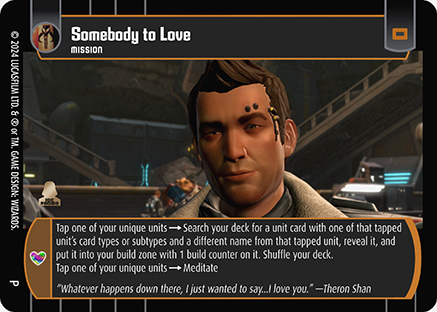 Somebody to Love
MISSION
© 2024 LUCASFILM LTD. & ® or TM. GAME DESIGN: WIZARDS.
P
Tap one of your unique units → Search your deck for a unit card with one of that tapped
unit's card types or subtypes and a different name from that tapped unit, reveal it, and
put it into your build zone with 1 build counter on it. Shuffle your deck.
Tap one of your unique units → Meditate
"Whatever happens down there, I just wanted to say...I love you." —Theron Shan